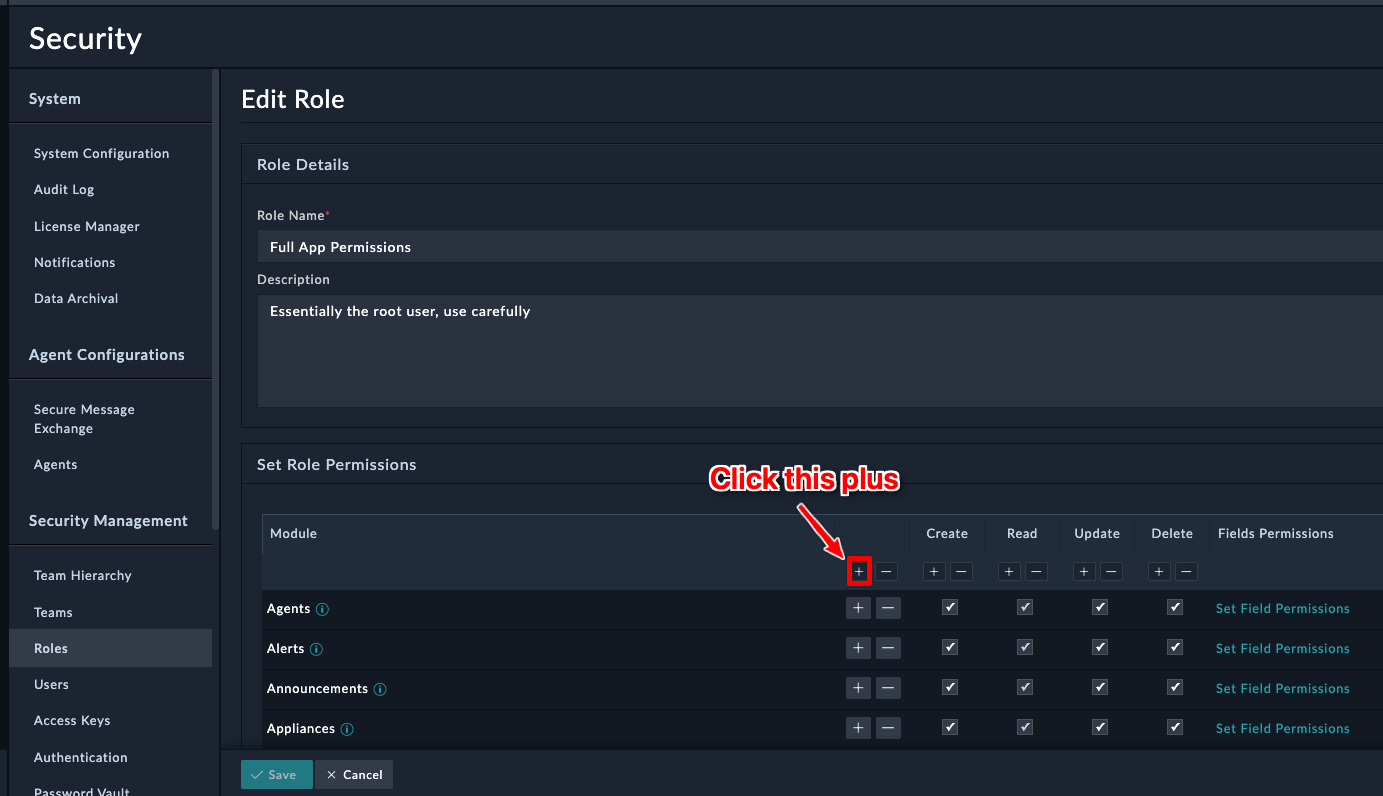 Security
System
System Configuration
Audit Log
License Manager
Notifications
Data Archival
Agent Configurations
Secure Message
Exchange
Agents
Security Management
Team Hierarchy
Teams
Roles
Users
Access Keys
Authentication
Password Vault
Edit Role
Role Details
Role Name*
Full App Permissions
Description
Essentially the root user, use carefully
Set Role Permissions
Click this plus
Module Create Read Update Delete Fields Permissions
+ − + − + − + − + −
Agents + − Set Field Permissions
Alerts + − Set Field Permissions
Announcements + − Set Field Permissions
Appliances + − Set Field Permissions
Save Cancel